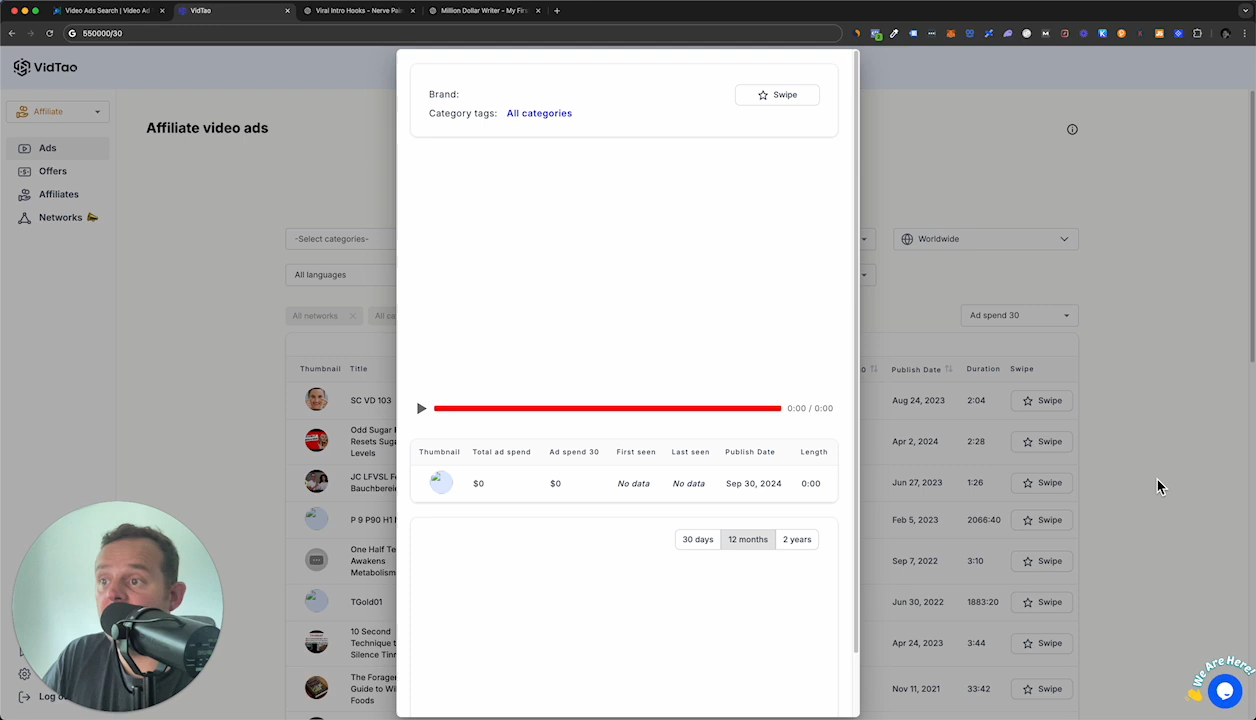 Video Ads Search | Video Ad
VidTao
Viral Intro Hooks - Nerve Pain
Million Dollar Writer - My Firs
550000/30
VidTao
Affiliate
Ads
Offers
Affiliates
Networks
Affiliate video ads
-Select categories-
Worldwide
All languages
All networks
Ad spend 30
Thumbnail Title
Publish Date Duration Swipe
SC VD 103
Aug 24, 2023 2:04 Swipe
Odd Sugar
Resets Suga
Levels
Apr 2, 2024 2:28 Swipe
JC LFVSL Fe
Bauchbereic
Jun 27, 2023 1:26 Swipe
P 9 P90 H1
Feb 5, 2023 2066:40 Swipe
One Half Te
Awakens
Metabolism
Sep 7, 2022 3:10 Swipe
TGold01
Jun 30, 2022 1883:20 Swipe
10 Second
Technique t
Silence Tinn
Apr 24, 2023 3:44 Swipe
The Forager
Guide to Wi
Foods
Nov 11, 2021 33:42 Swipe
Brand:
Category tags: All categories
Swipe
0:00 / 0:00
Thumbnail Total ad spend Ad spend 30 First seen Last seen Publish Date Length
$0 $0 No data No data Sep 30, 2024 0:00
30 days 12 months 2 years
We Are Here!